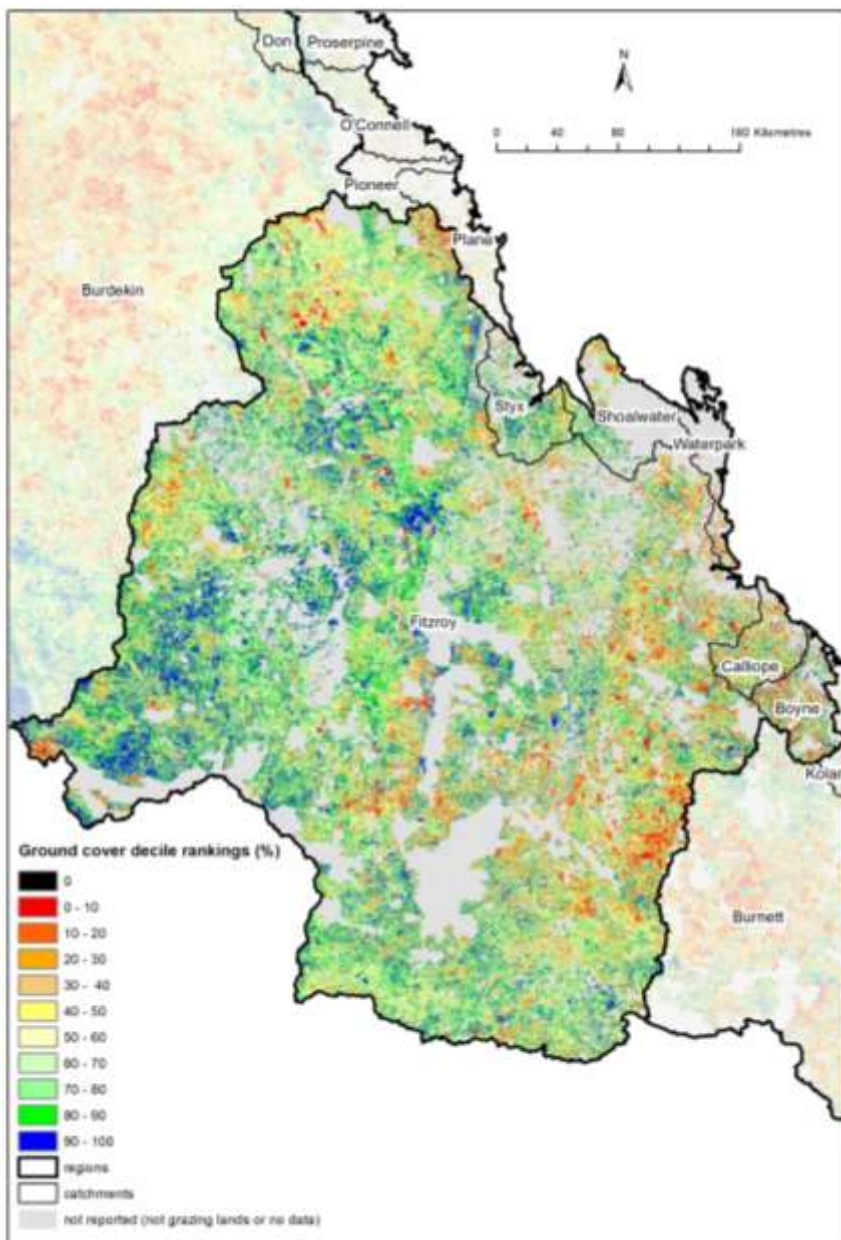 Don
Proserpine
N
O'Connell
0 40 80 160 Kilometres
Pioneer
Plane
Burdekin
Styx
Shoalwater
Waterpark
Fitzroy
Calliope
Boyne
Kolan
Burnett
Ground cover decile rankings (%)
0
0 - 10
10 - 20
20 - 30
30 - 40
40 - 50
50 - 60
60 - 70
70 - 80
80 - 90
90 - 100
regions
catchments
not reported (not grazing lands or no data)